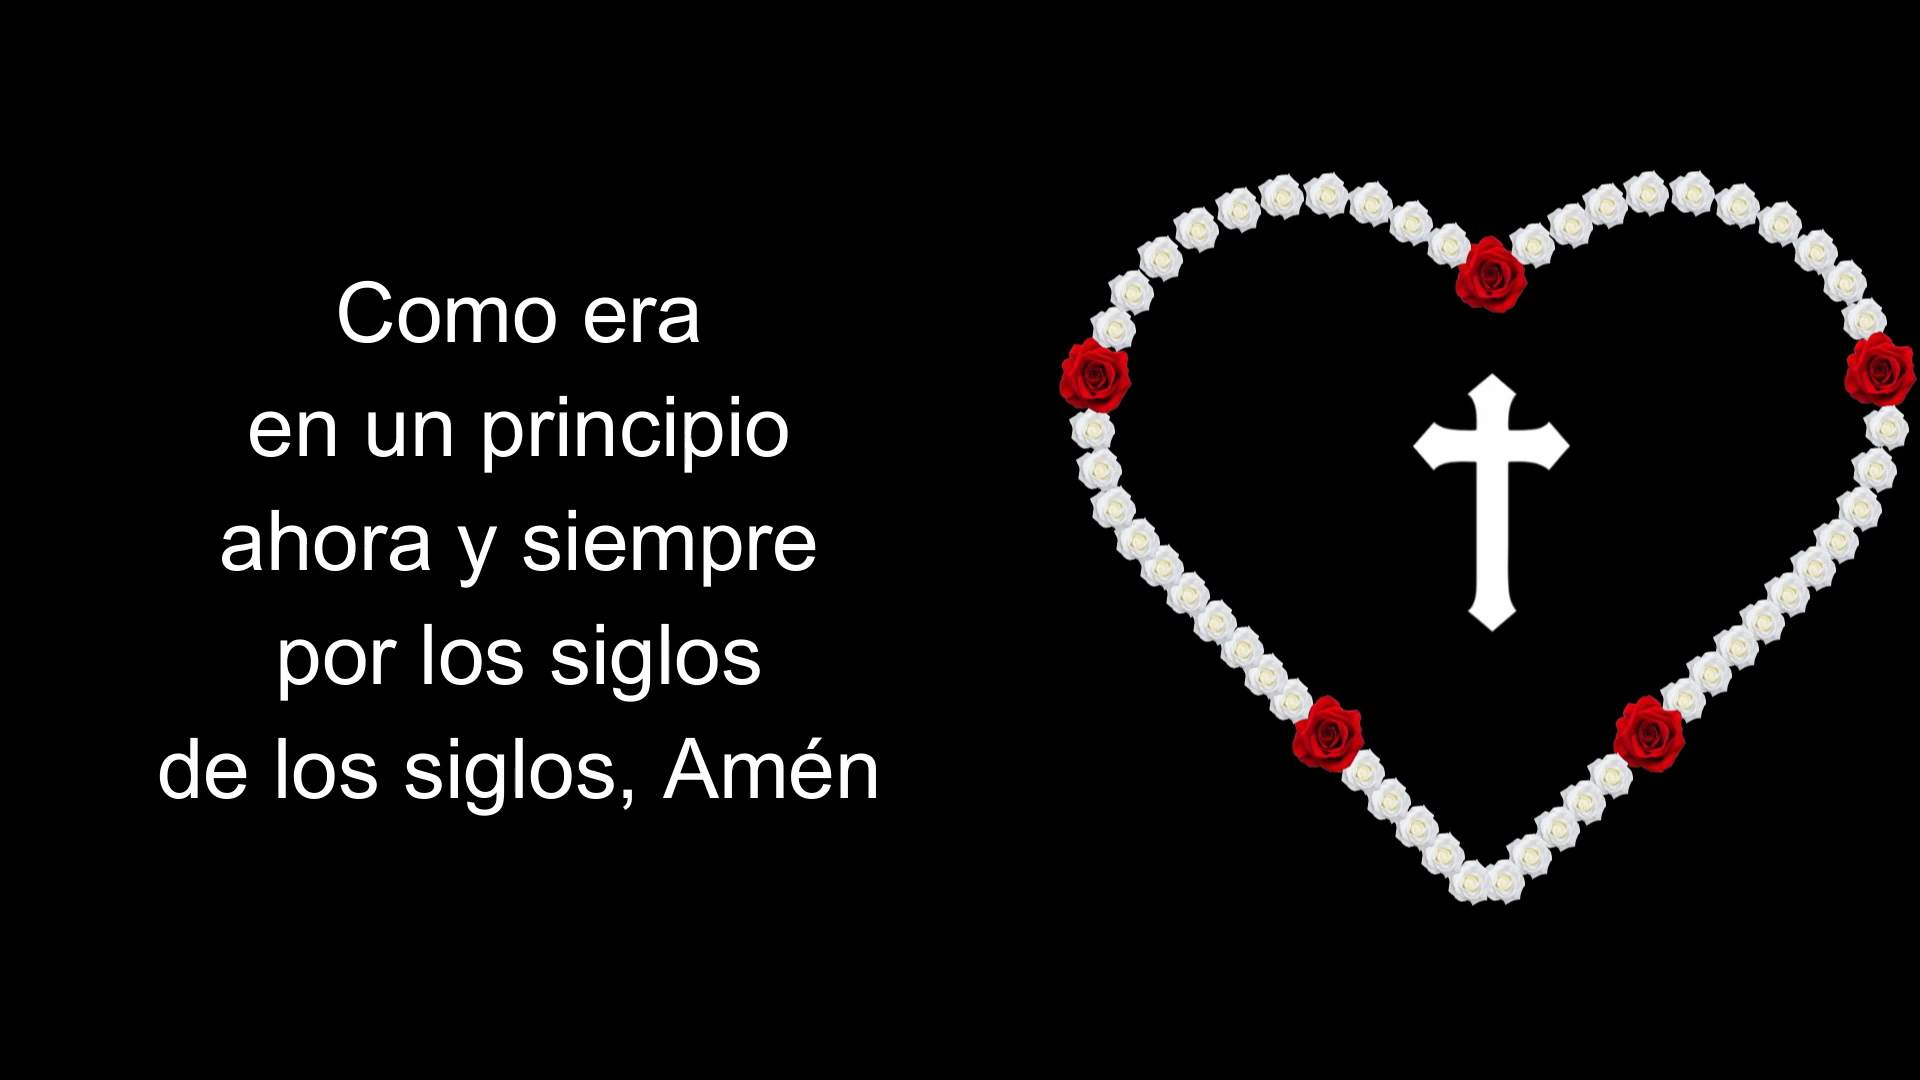 Como era
en un principio
ahora y siempre
por los siglos
de los siglos, Amén